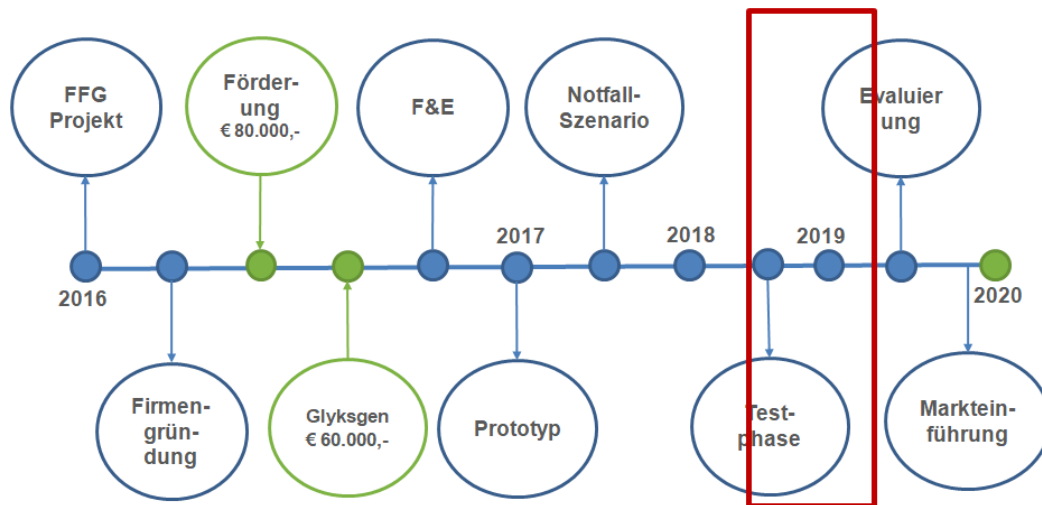 FFG
Projekt
Förder-
ung
€ 80.000,-
F&E
Notfall-
Szenario
Evaluier
ung
2016
2017
2018
2019
2020
Firmen-
grün-
dung
Glyksgen
€ 60.000,-
Prototyp
Test-
phase
Marktein-
führung